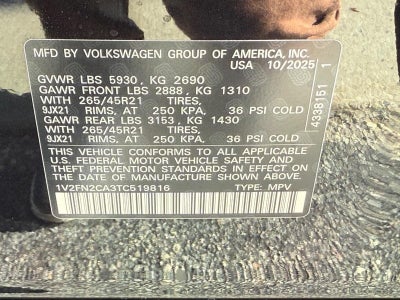 MFD BY VOLKSWAGEN GROUP OF AMERICA, INC.
USA 10/2025
GVWR LBS 5930, KG 2690
GAWR FRONT LBS 2888, KG 1310
WITH 265/45R21 TIRES,
9JX21 RIMS, AT 250 KPA, 36 PSI COLD
GAWR REAR LBS 3153, KG 1430
WITH 265/45R21 TIRES,
9JX21 RIMS, AT 250 KPA, 36 PSI COLD
THIS VEHICLE CONFORMS TO ALL APPLICABLE
U.S. FEDERAL MOTOR VEHICLE SAFETY AND
THEFT PREVENTION STANDARDS IN EFFECT ON
THE DATE OF MANUFACTURE SHOWN ABOVE.
1V2FN2CA3TC519816 TYPE: MPV
4338151 1